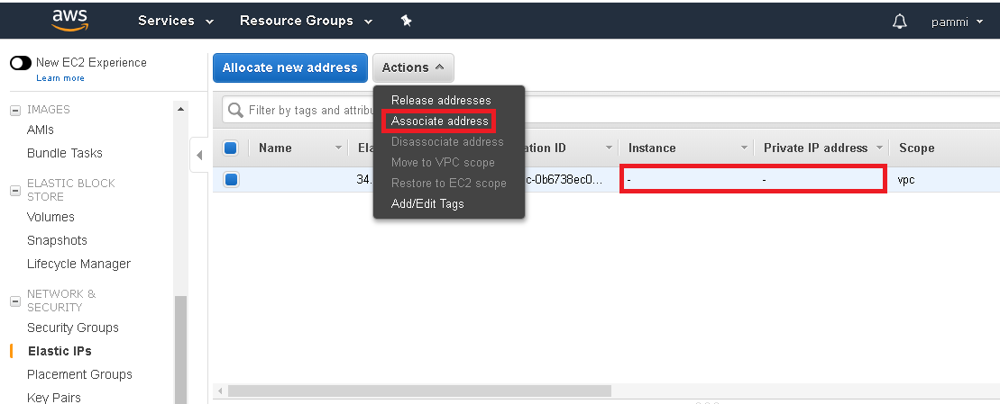 aws Services Resource Groups pammi
New EC2 Experience
Learn more
IMAGES
AMIs
Bundle Tasks
ELASTIC BLOCK
STORE
Volumes
Snapshots
Lifecycle Manager
NETWORK &
SECURITY
Security Groups
Elastic IPs
Placement Groups
Key Pairs
Allocate new address Actions
Release addresses
Associate address
Disassociate address
Move to VPC scope
Restore to EC2 scope
Add/Edit Tags
Filter by tags and attribu
Name Ela ation ID Instance Private IP address Scope
34. c-0b6738ec0... - - vpc